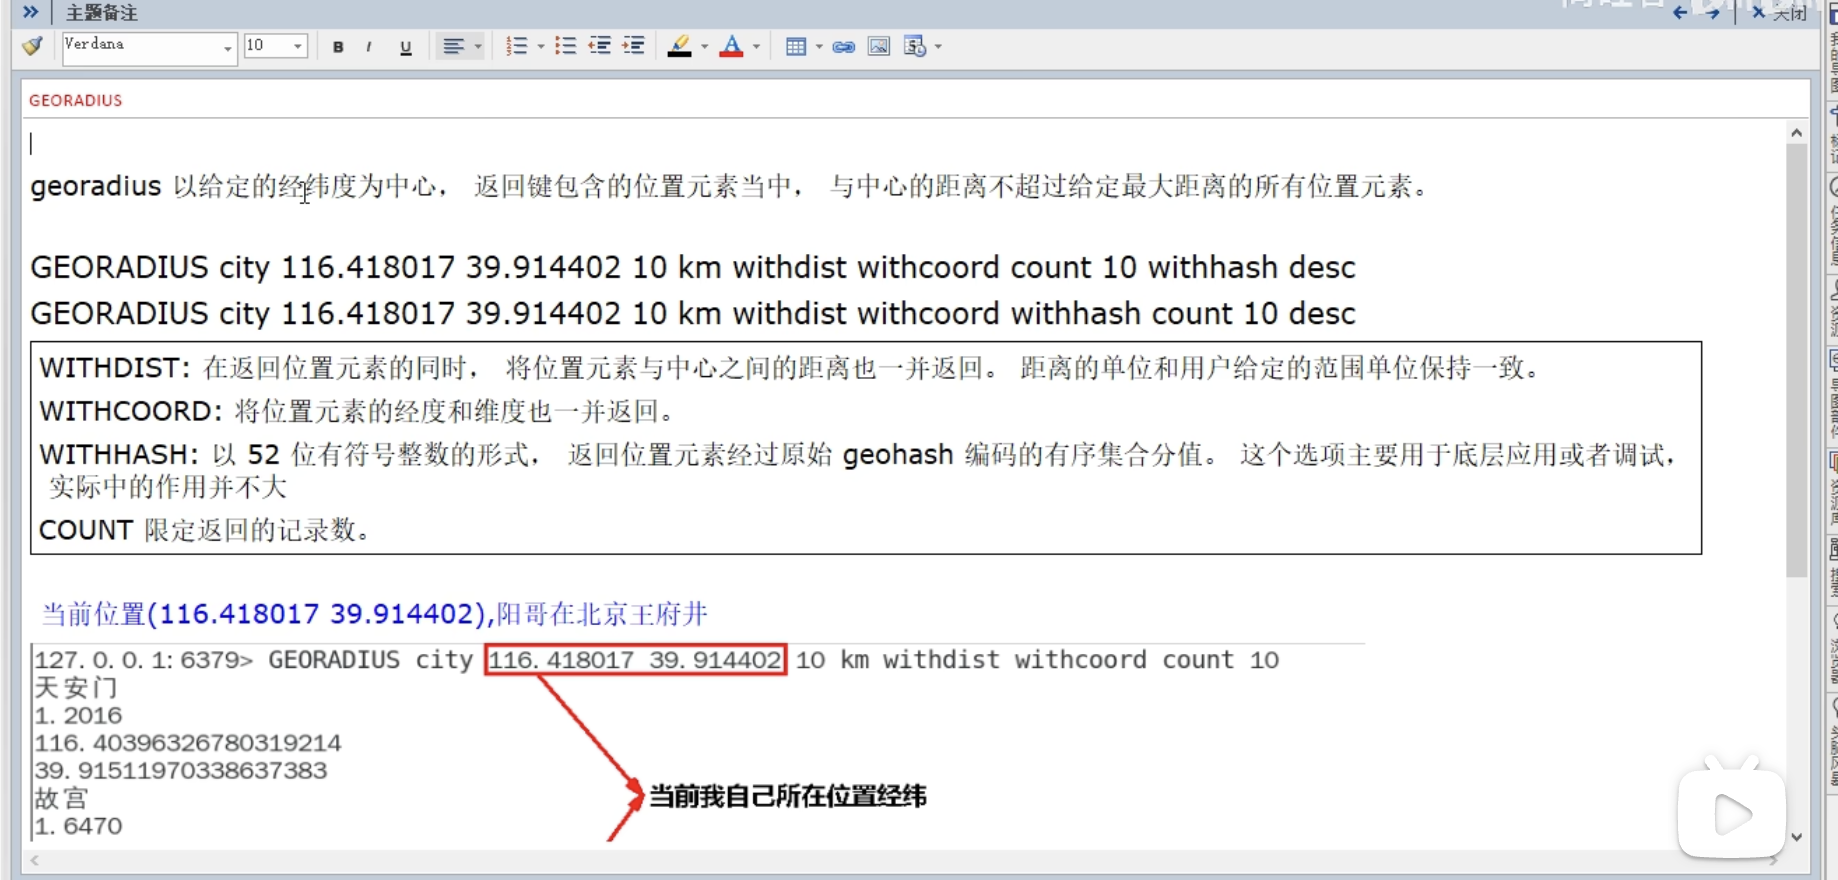 主题备注
关闭
Verdana
10
B I U
GEORADIUS
georadius 以给定的经纬度为中心， 返回键包含的位置元素当中， 与中心的距离不超过给定最大距离的所有位置元素。
GEORADIUS city 116.418017 39.914402 10 km withdist withcoord count 10 withhash desc
GEORADIUS city 116.418017 39.914402 10 km withdist withcoord withhash count 10 desc
WITHDIST: 在返回位置元素的同时， 将位置元素与中心之间的距离也一并返回。 距离的单位和用户给定的范围单位保持一致。
WITHCOORD: 将位置元素的经度和维度也一并返回。
WITHHASH: 以 52 位有符号整数的形式， 返回位置元素经过原始 geohash 编码的有序集合分值。 这个选项主要用于底层应用或者调试，
实际中的作用并不大
COUNT 限定返回的记录数。
当前位置(116.418017 39.914402),阳哥在北京王府井
127.0.0.1:6379> GEORADIUS city 116.418017 39.914402 10 km withdist withcoord count 10
天安门
1.2016
116.40396326780319214
39.91511970338637383
当前我自己所在位置经纬
故宫
1.6470